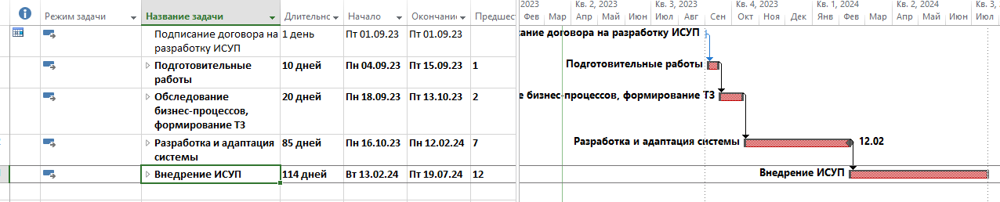 Режим задачи Название задачи Длительнс Начало Окончани Предшест
Подписание договора на разработку ИСУП 1 день Пт 01.09.23 Пт 01.09.23
Подготовительные работы 10 дней Пн 04.09.23 Пт 15.09.23 1
Обследование бизнес-процессов, формирование ТЗ 20 дней Пн 18.09.23 Пт 13.10.23 2
Разработка и адаптация системы 85 дней Пн 16.10.23 Пн 12.02.24 7
Внедрение ИСУП 114 дней Вт 13.02.24 Пт 19.07.24 12
2023 Кв. 2, 2023 Кв. 3, 2023 Кв. 4, 2023 Кв. 1, 2024 Кв. 2, 2024 Кв. 3,
Фев Мар Апр Май Июн Июл Авг Сен Окт Ноя Дек Янв Фев Мар Апр Май Июн Июл
сание договора на разработку ИСУП
Подготовительные работы
е бизнес-процессов, формирование ТЗ
Разработка и адаптация системы 12.02
Внедрение ИСУП